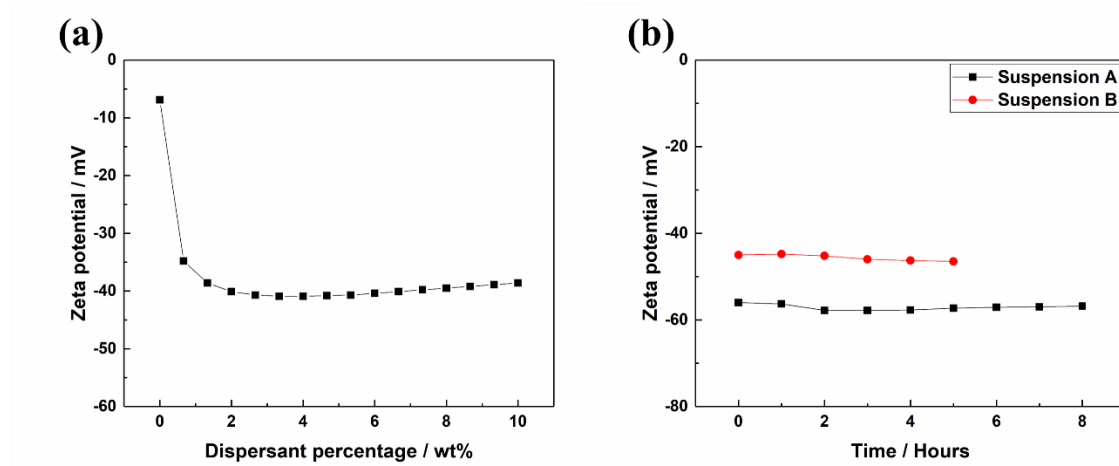 (a)
0
-10
-20
-30
-40
-50
-60
Zeta potential / mV
0 2 4 6 8 10
Dispersant percentage / wt%
(b)
0
-20
-40
-60
-80
Zeta potential / mV
0 2 4 6 8
Time / Hours
Suspension A
Suspension B